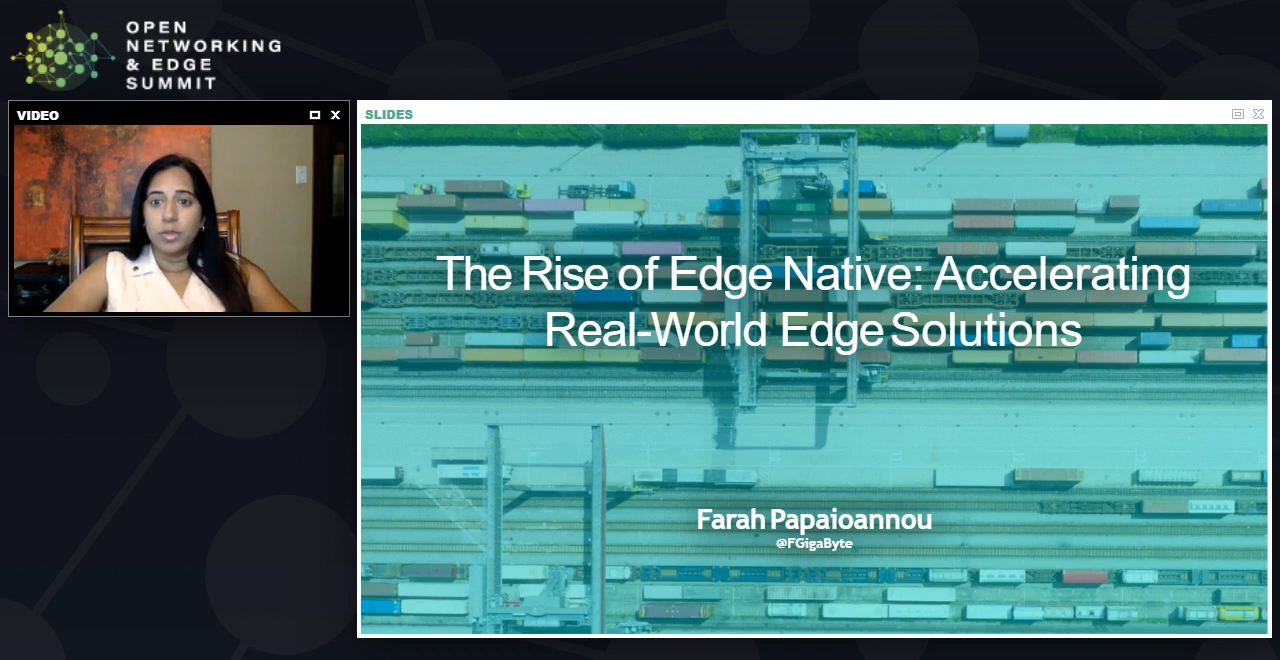 OPEN
NETWORKING
& EDGE
SUMMIT
VIDEO
SLIDES
The Rise of Edge Native: Accelerating
Real-World Edge Solutions
Farah Papaioannou
@FGigaByte